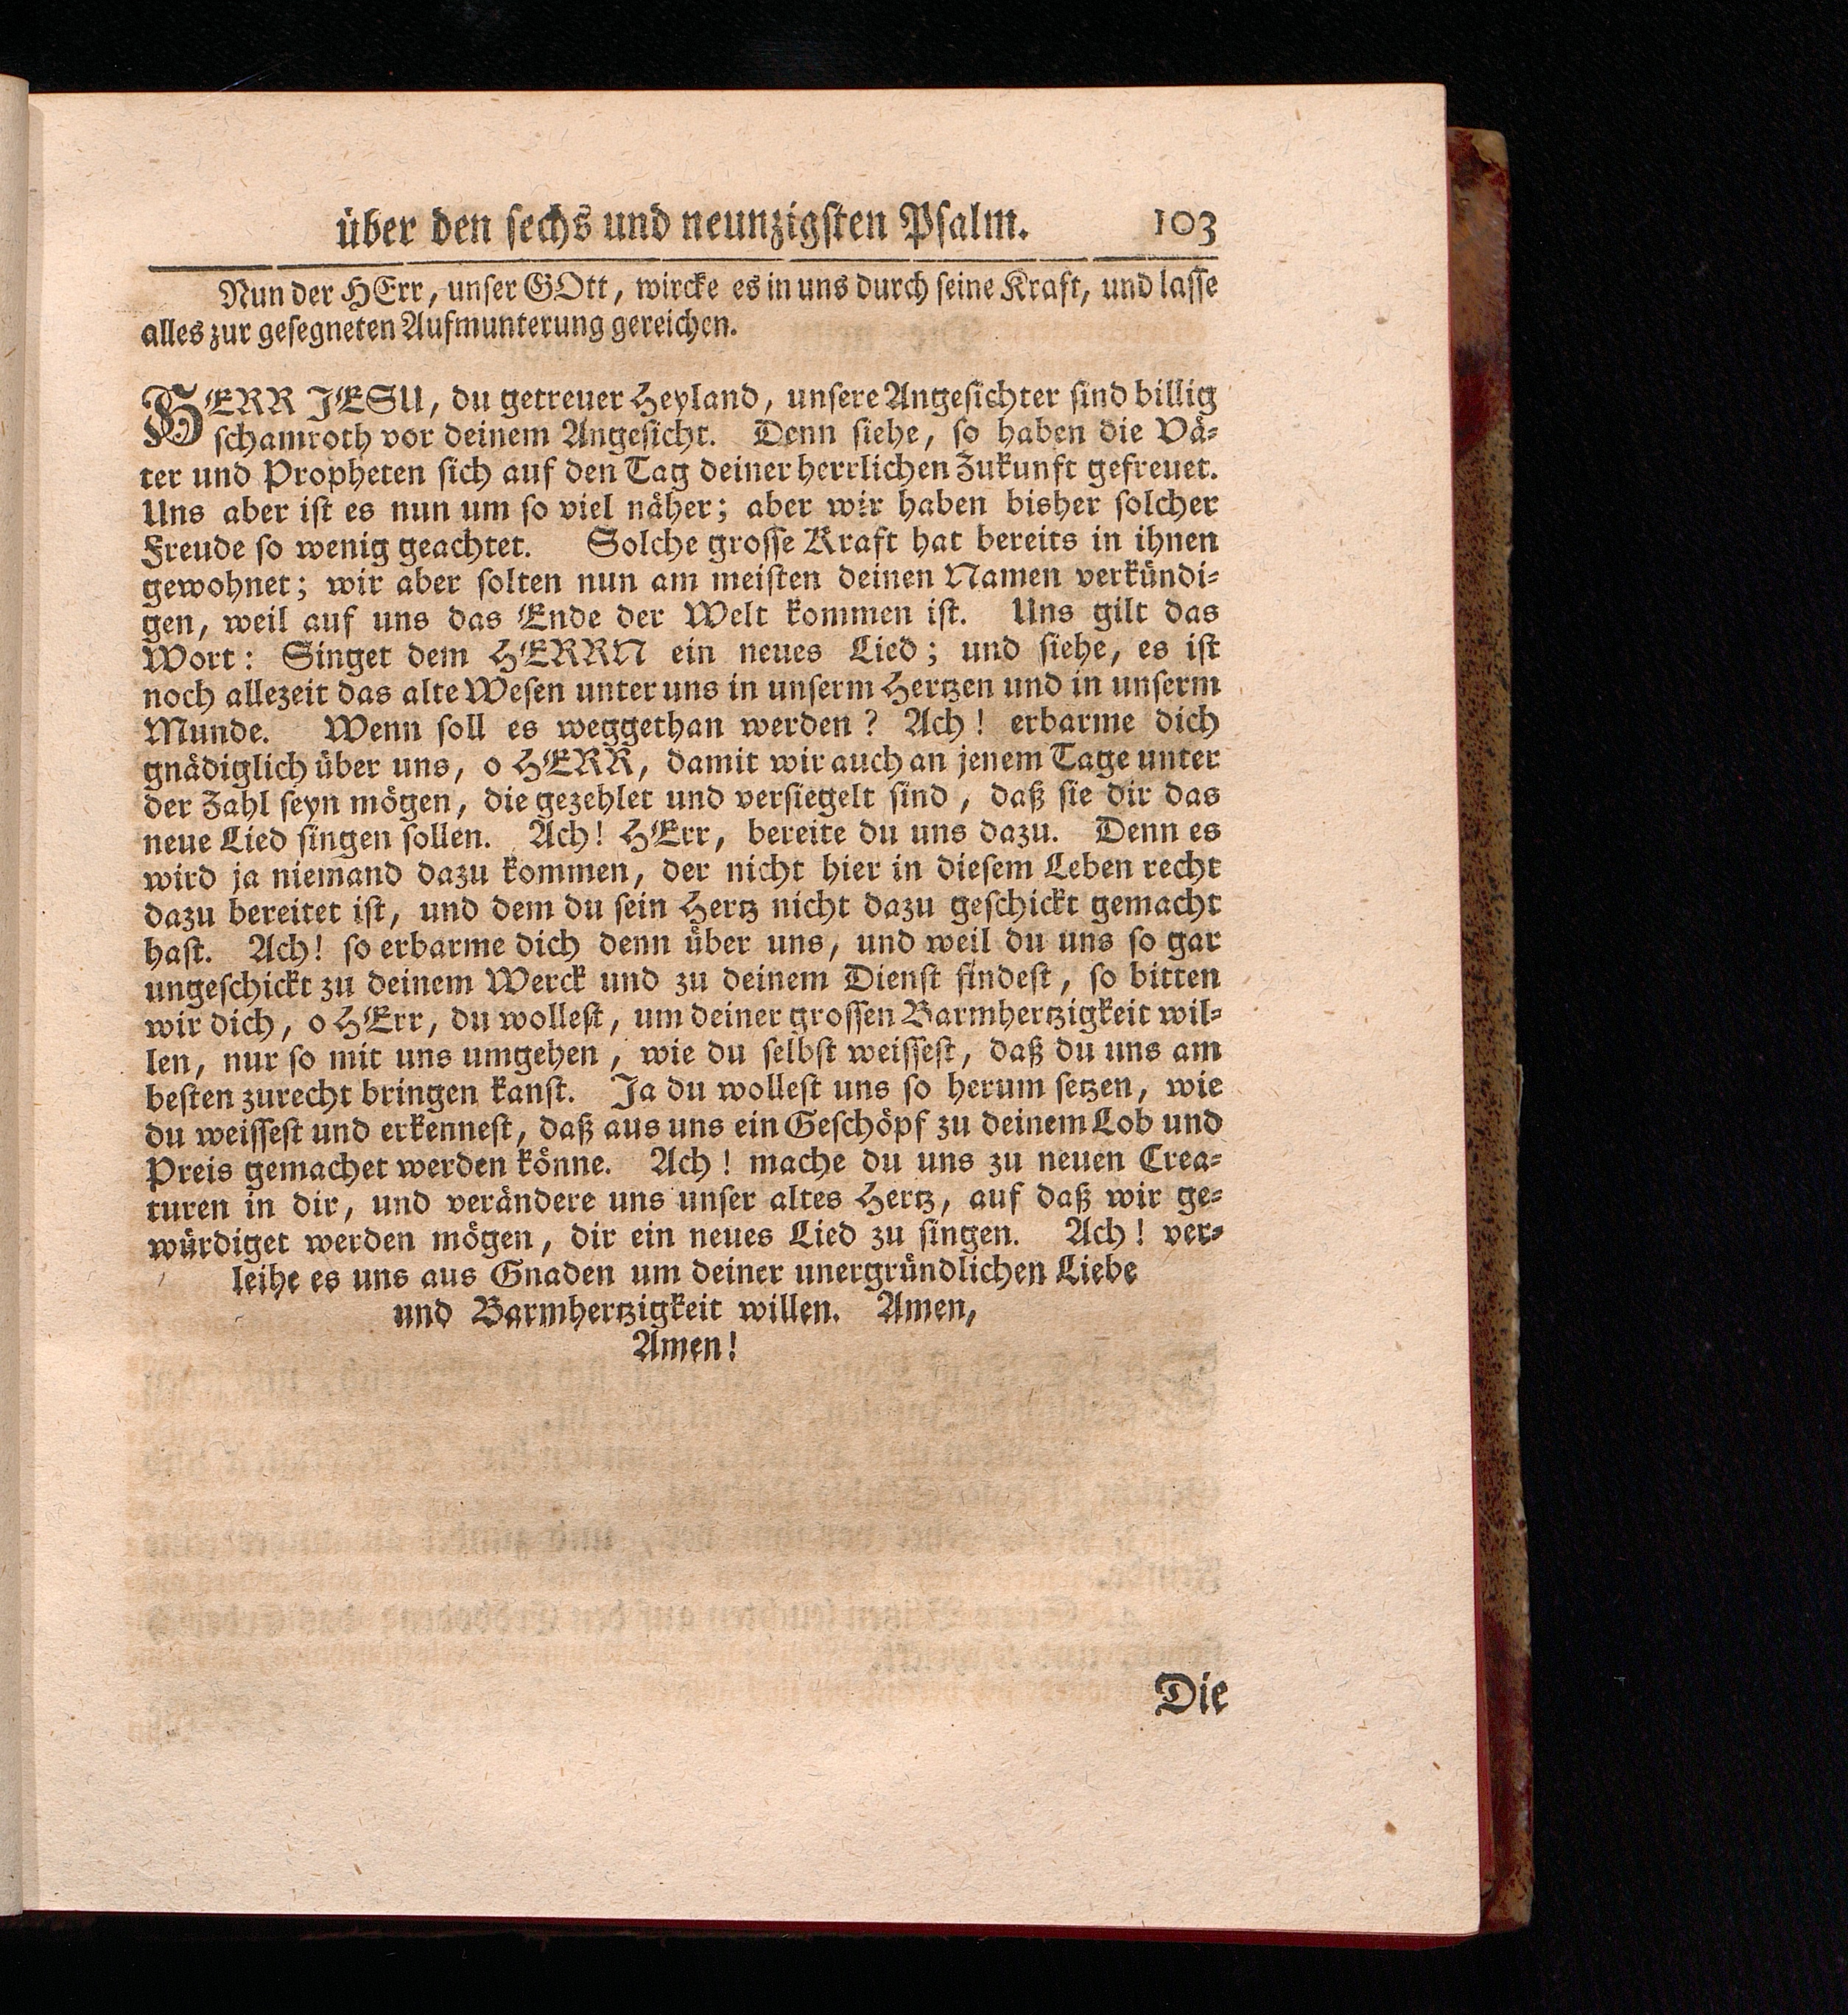 über den sechs und neunzigsten Psalm. 103
Nun der HErr, unser GOtt, wircke es in uns durch seine Kraft, und lasse
alles zur gesegneten Aufmunterung gereichen.
HERR JESU, du getreuer Heyland, unsere Angesichter sind billig
schamroth vor deinem Angesicht. Denn siehe, so haben die Vä-
ter und Propheten sich auf den Tag deiner herrlichen Zukunft gefreuet.
Uns aber ist es nun um so viel näher; aber wir haben bisher solcher
Freude so wenig geachtet. Solche grosse Kraft hat bereits in ihnen
gewohnet; wir aber solten nun am meisten deinen Namen verkündi-
gen, weil auf uns das Ende der Welt kommen ist. Uns gilt das
Wort: Singet dem HERRN ein neues Lied; und siehe, es ist
noch allezeit das alte Wesen unter uns in unserm Hertzen und in unserm
Munde. Wenn soll es weggethan werden? Ach! erbarme dich
gnädiglich über uns, o HERR, damit wir auch an jenem Tage unter
der Zahl seyn mögen, die gezehlet und versiegelt sind, daß sie dir das
neue Lied singen sollen. Ach! HErr, bereite du uns dazu. Denn es
wird ja niemand dazu kommen, der nicht hier in diesem Leben recht
dazu bereitet ist, und dem du sein Hertz nicht dazu geschickt gemacht
hast. Ach! so erbarme dich denn über uns, und weil du uns so gar
ungeschickt zu deinem Werck und zu deinem Dienst findest, so bitten
wir dich, o HErr, du wollest, um deiner grossen Barmhertzigkeit wil-
len, nur so mit uns umgehen, wie du selbst weissest, daß du uns am
besten zurecht bringen kanst. Ja du wollest uns so herum setzen, wie
du weissest und erkennest, daß aus uns ein Geschöpf zu deinem Lob und
Preis gemachet werden könne. Ach! mache du uns zu neuen Crea-
turen in dir, und verändere uns unser altes Hertz, auf daß wir ge-
würdiget werden mögen, dir ein neues Lied zu singen. Ach! ver-
leihe es uns aus Gnaden um deiner unergründlichen Liebe
und Barmhertzigkeit willen. Amen,
Amen!
Die